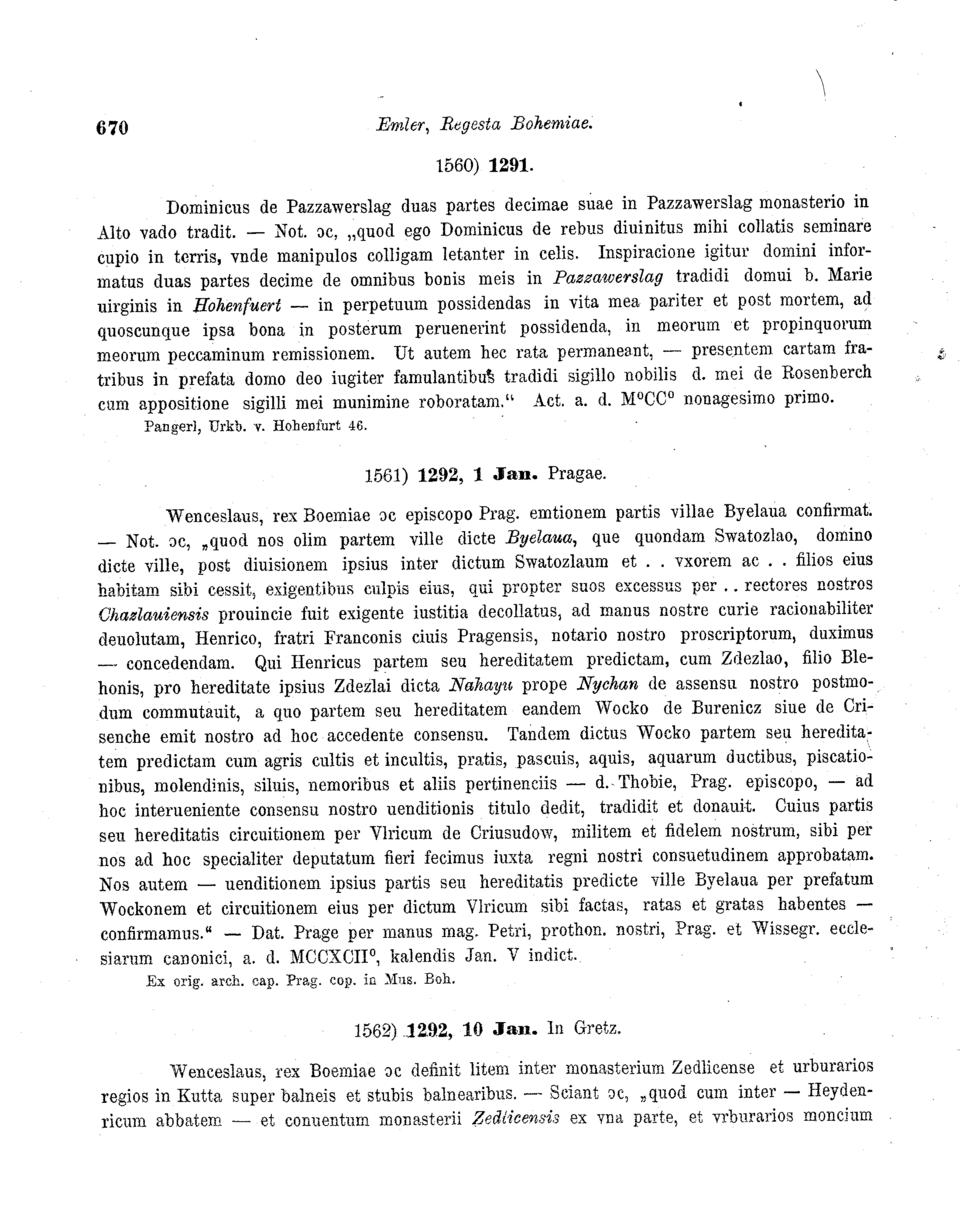 670 Emler, Regesta Bohemiae.
1560) 1291.
Dominicus de Pazzawerslag duas partes decimae suae in Pazzawerslag monasterio in
Alto vado tradit. — Not. ɔc, „quod ego Dominicus de rebus diuinitus mihi collatis seminare
cupio in terris, vnde manipulos colligam letanter in celis. Inspiracione igitur domini infor-
matus duas partes decime de omnibus bonis meis in Pazzawerslag tradidi domui b. Marie
uirginis in Hohenfuert — in perpetuum possidendas in vita mea pariter et post mortem, ad
quoscunque ipsa bona in posterum peruenerint possidenda, in meorum et propinquorum
meorum peccaminum remissionem. Ut autem hec rata permaneant, — presentem cartam fra-
tribus in prefata domo deo iugiter famulantibus tradidi sigillo nobilis d. mei de Rosenberch
cum appositione sigilli mei munimine roboratam.“ Act. a. d. M⁰CC⁰ nonagesimo primo.
Pangerl, Urkb. v. Hohenfurt 46.
1561) 1292, 1 Jan. Pragae.
Wenceslaus, rex Boemiae ɔc episcopo Prag. emtionem partis villae Byelaua confirmat.
— Not. ɔc, „quod nos olim partem ville dicte Byelaua, que quondam Swatozlao, domino
dicte ville, post diuisionem ipsius inter dictum Swatozlaum et . . vxorem ac . . filios eius
habitam sibi cessit, exigentibus culpis eius, qui propter suos excessus per . . rectores nostros
Chazlauiensis prouincie fuit exigente iustitia decollatus, ad manus nostre curie racionabiliter
deuolutam, Henrico, fratri Franconis ciuis Pragensis, notario nostro proscriptorum, duximus
— concedendam. Qui Henricus partem seu hereditatem predictam, cum Zdezlao, filio Ble-
honis, pro hereditate ipsius Zdezlai dicta Nahayu prope Nychan de assensu nostro postmo-
dum commutauit, a quo partem seu hereditatem eandem Wocko de Burenicz siue de Cri-
senche emit nostro ad hoc accedente consensu. Tandem dictus Wocko partem seu heredita-
tem predictam cum agris cultis et incultis, pratis, pascuis, aquis, aquarum ductibus, piscatio-
nibus, molendinis, siluis, nemoribus et aliis pertinenciis — d. Thobie, Prag. episcopo, — ad
hoc interueniente consensu nostro uenditionis titulo dedit, tradidit et donauit. Cuius partis
seu hereditatis circuitionem per Vlricum de Criusudow, militem et fidelem nostrum, sibi per
nos ad hoc specialiter deputatum fieri fecimus iuxta regni nostri consuetudinem approbatam.
Nos autem — uenditionem ipsius partis seu hereditatis predicte ville Byelaua per prefatum
Wockonem et circuitionem eius per dictum Vlricum sibi factas, ratas et gratas habentes —
confirmamus.“ — Dat. Prage per manus mag. Petri, prothon. nostri, Prag. et Wissegr. eccle-
siarum canonici, a. d. MCCXCII⁰, kalendis Jan. V indict.
Ex orig. arch. cap. Prag. cop. in Mus. Boh.
1562) 1292, 10 Jan. In Gretz.
Wenceslaus, rex Boemiae ɔc definit litem inter monasterium Zedlicense et urburarios
regios in Kutta super balneis et stubis balnearibus. — Sciant ɔc, „quod cum inter — Heyden-
ricum abbatem — et conuentum monasterii Zedlicensis ex vna parte, et vrburarios moncium